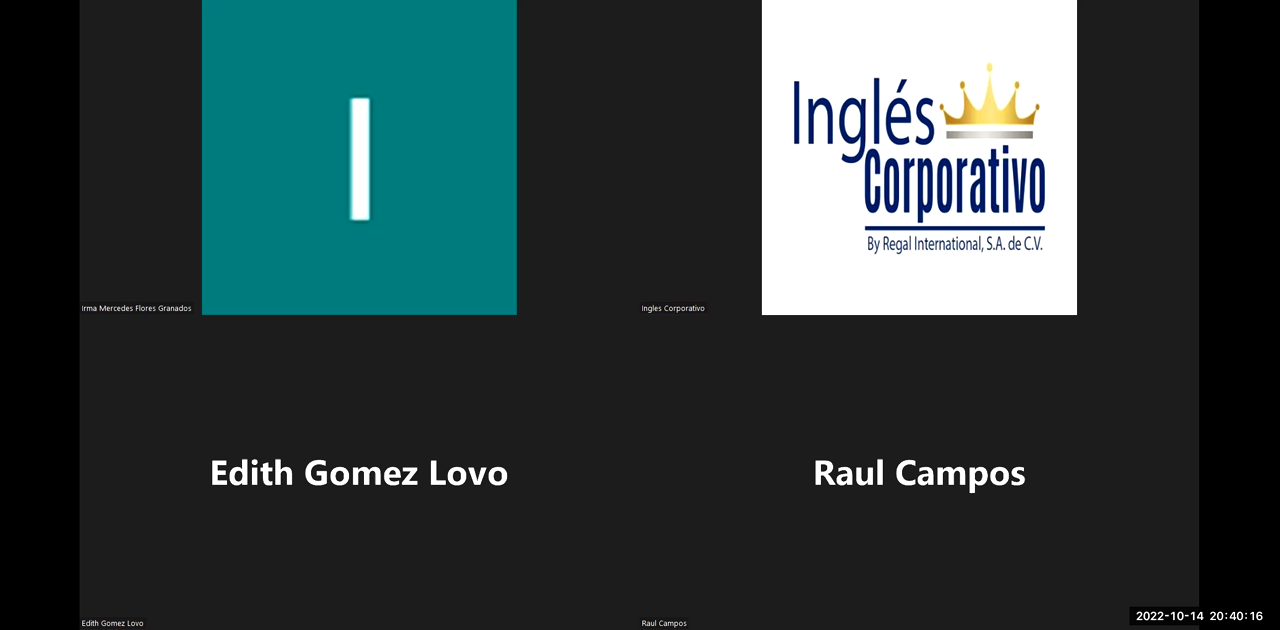 I
Inglés
Corporativo
By Regal International, S.A. de C.V.
Irma Mercedes Flores Granados
Ingles Corporativo
Edith Gomez Lovo
Raul Campos
Edith Gomez Lovo
Raul Campos
2022-10-14 20:40:16